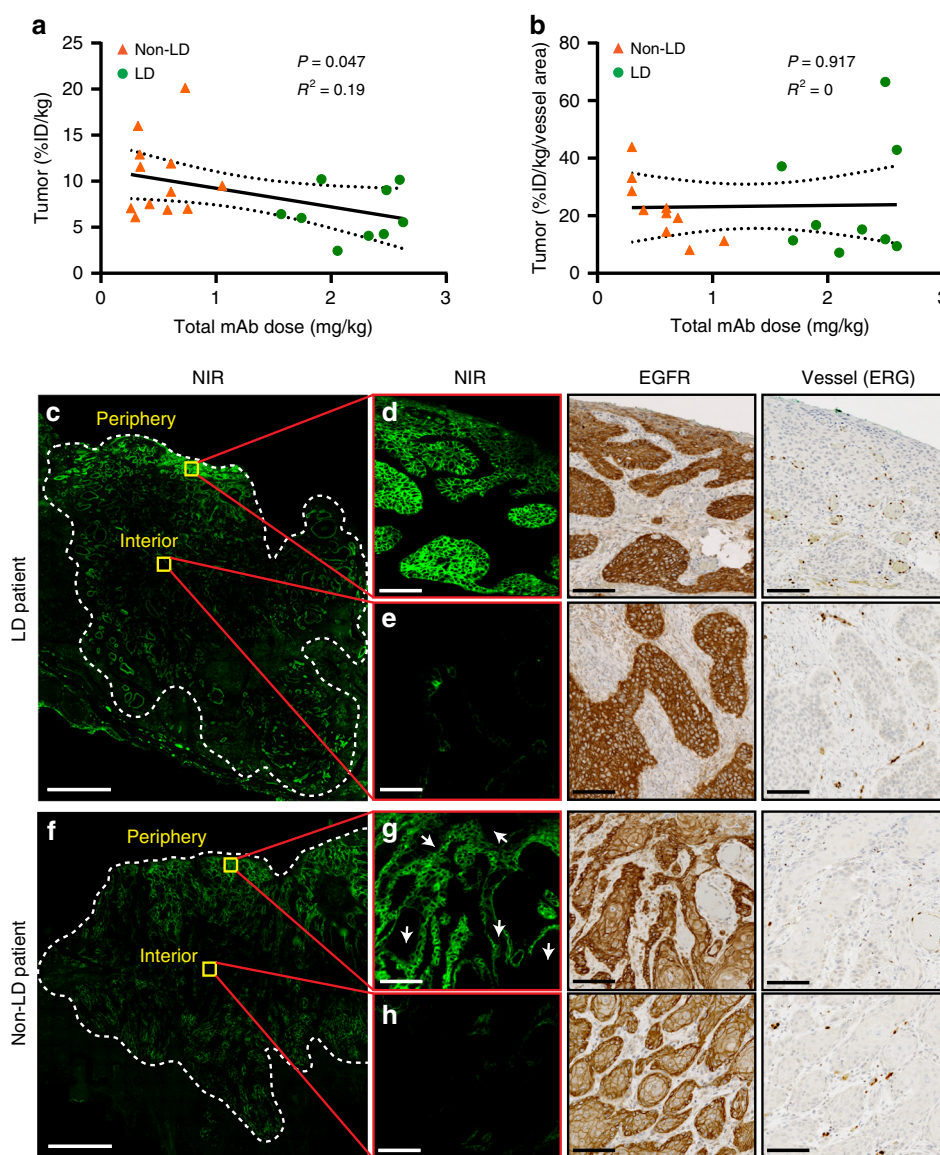 a
25
20
15
10
5
0
Tumor (%ID/kg)
Non-LD
LD
P = 0.047
R² = 0.19
0
1
2
3
Total mAb dose (mg/kg)
b
80
60
40
20
0
Tumor (%ID/kg/vessel area)
Non-LD
LD
P = 0.917
R² = 0
0
1
2
3
Total mAb dose (mg/kg)
NIR
NIR
EGFR
Vessel (ERG)
LD patient
c
Periphery
Interior
d
e
Non-LD patient
f
Periphery
Interior
g
h